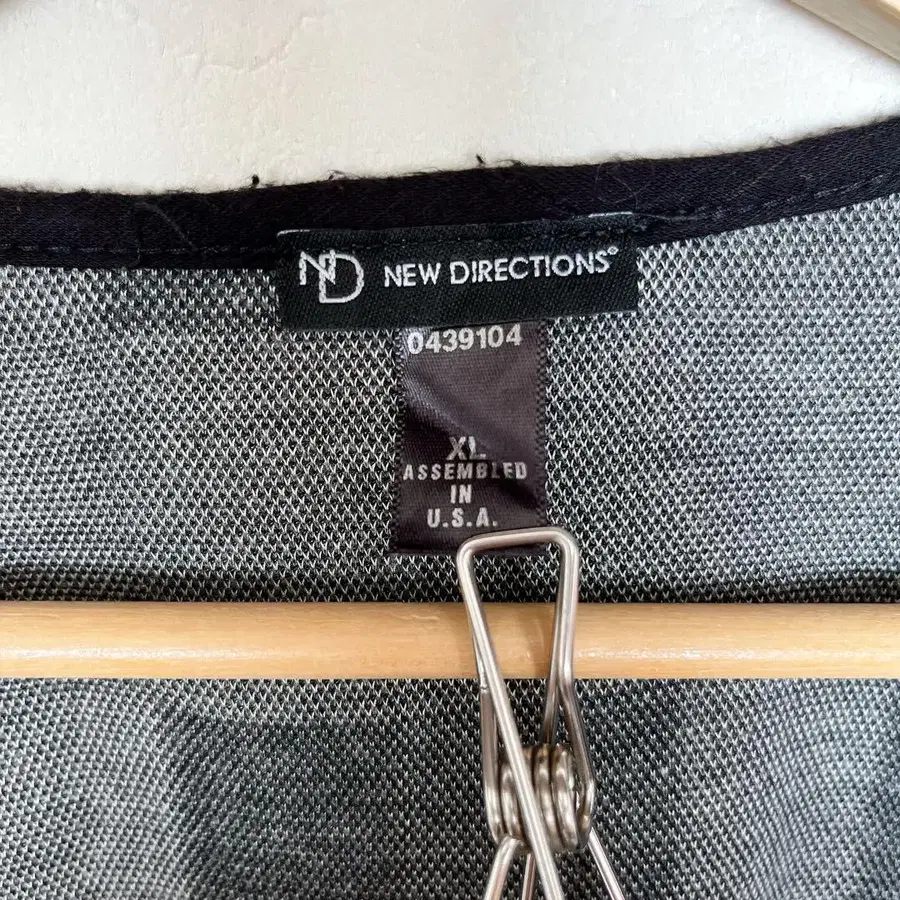 ND NEW DIRECTIONS®
0439104
XL
ASSEMBLED
IN
U.S.A.